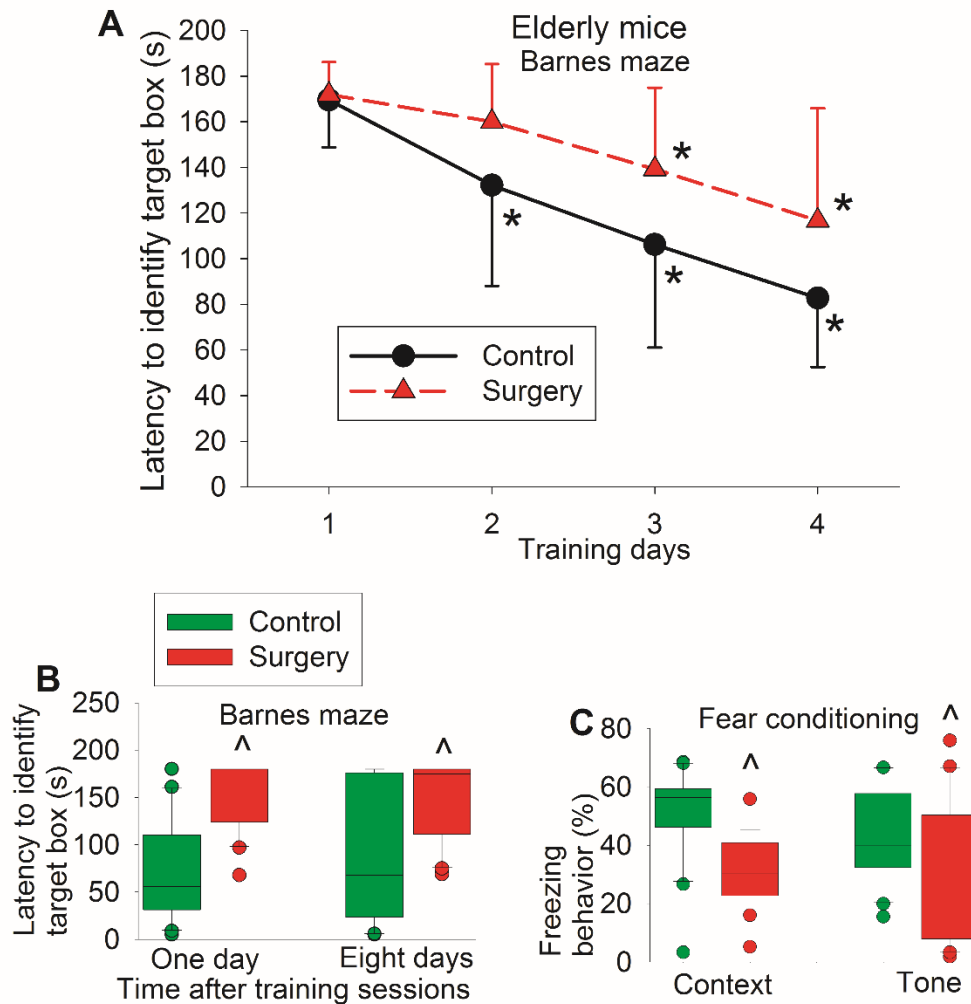 A
Elderly mice
Barnes maze
Latency to identify target box (s)
200
180
160
140
120
100
80
60
40
20
0
*
*
*
*
*
Control
Surgery
1 2 3 4
Training days
Control
Surgery
B
Barnes maze
Latency to identify
target box (s)
250
200
150
100
50
0
^
^
One day Eight days
Time after training sessions
C
Fear conditioning
Freezing
behavior (%)
80
60
40
20
0
^
^
Context Tone